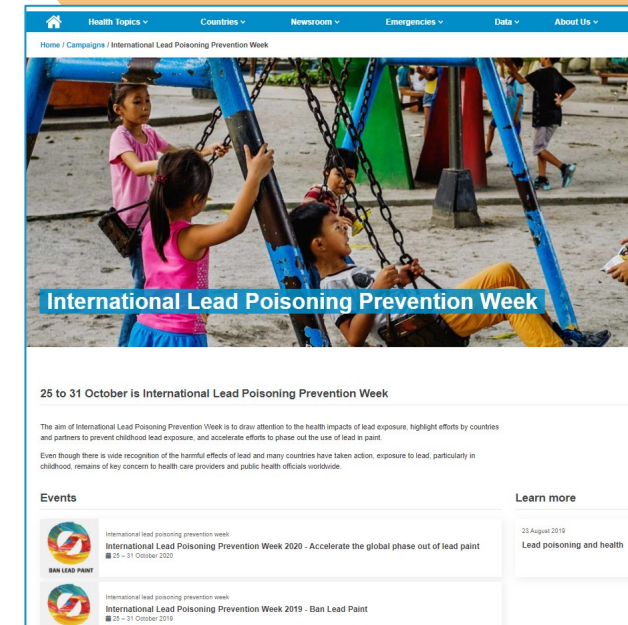 Health Topics
Countries
Newsroom
Emergencies
Data
About Us
Home / Campaigns / International Lead Poisoning Prevention Week
International Lead Poisoning Prevention Week
25 to 31 October is International Lead Poisoning Prevention Week
The aim of International Lead Poisoning Prevention Week is to draw attention to the health impacts of lead exposure, highlight efforts by countries
and partners to prevent childhood lead exposure, and accelerate efforts to phase out the use of lead in paint.
Even though there is wide recognition of the harmful effects of lead and many countries have taken action, exposure to lead, particularly in
childhood, remains of key concern to health care providers and public health officials worldwide.
Events
BAN LEAD PAINT
International lead poisoning prevention week
International Lead Poisoning Prevention Week 2020 - Accelerate the global phase out of lead paint
25 – 31 October 2020
International lead poisoning prevention week
International Lead Poisoning Prevention Week 2019 - Ban Lead Paint
25 – 31 October 2019
Learn more
23 August 2019
Lead poisoning and health